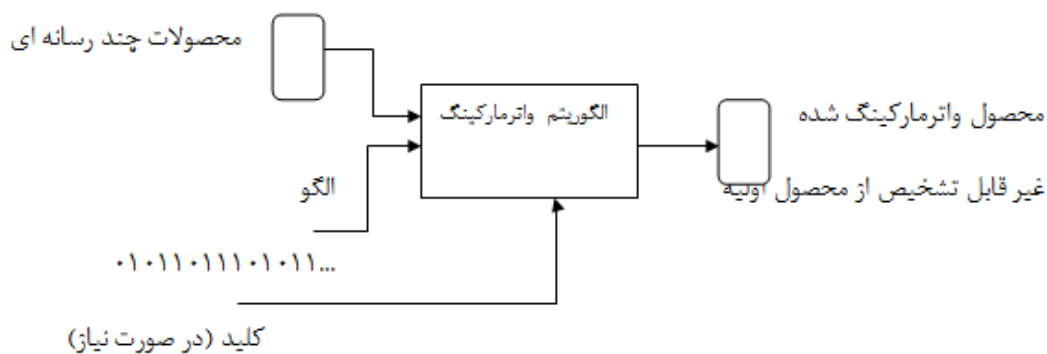 محصولات چند رسانه ای
الگوریتم واترمارکینگ
محصول واترمارکینگ شده
غیر قابل تشخیص از محصول اولیه
الگو
۰۱۰۱۱۰۱۱۱۱۰۱۰۱۱...
کلید (در صورت نیاز)